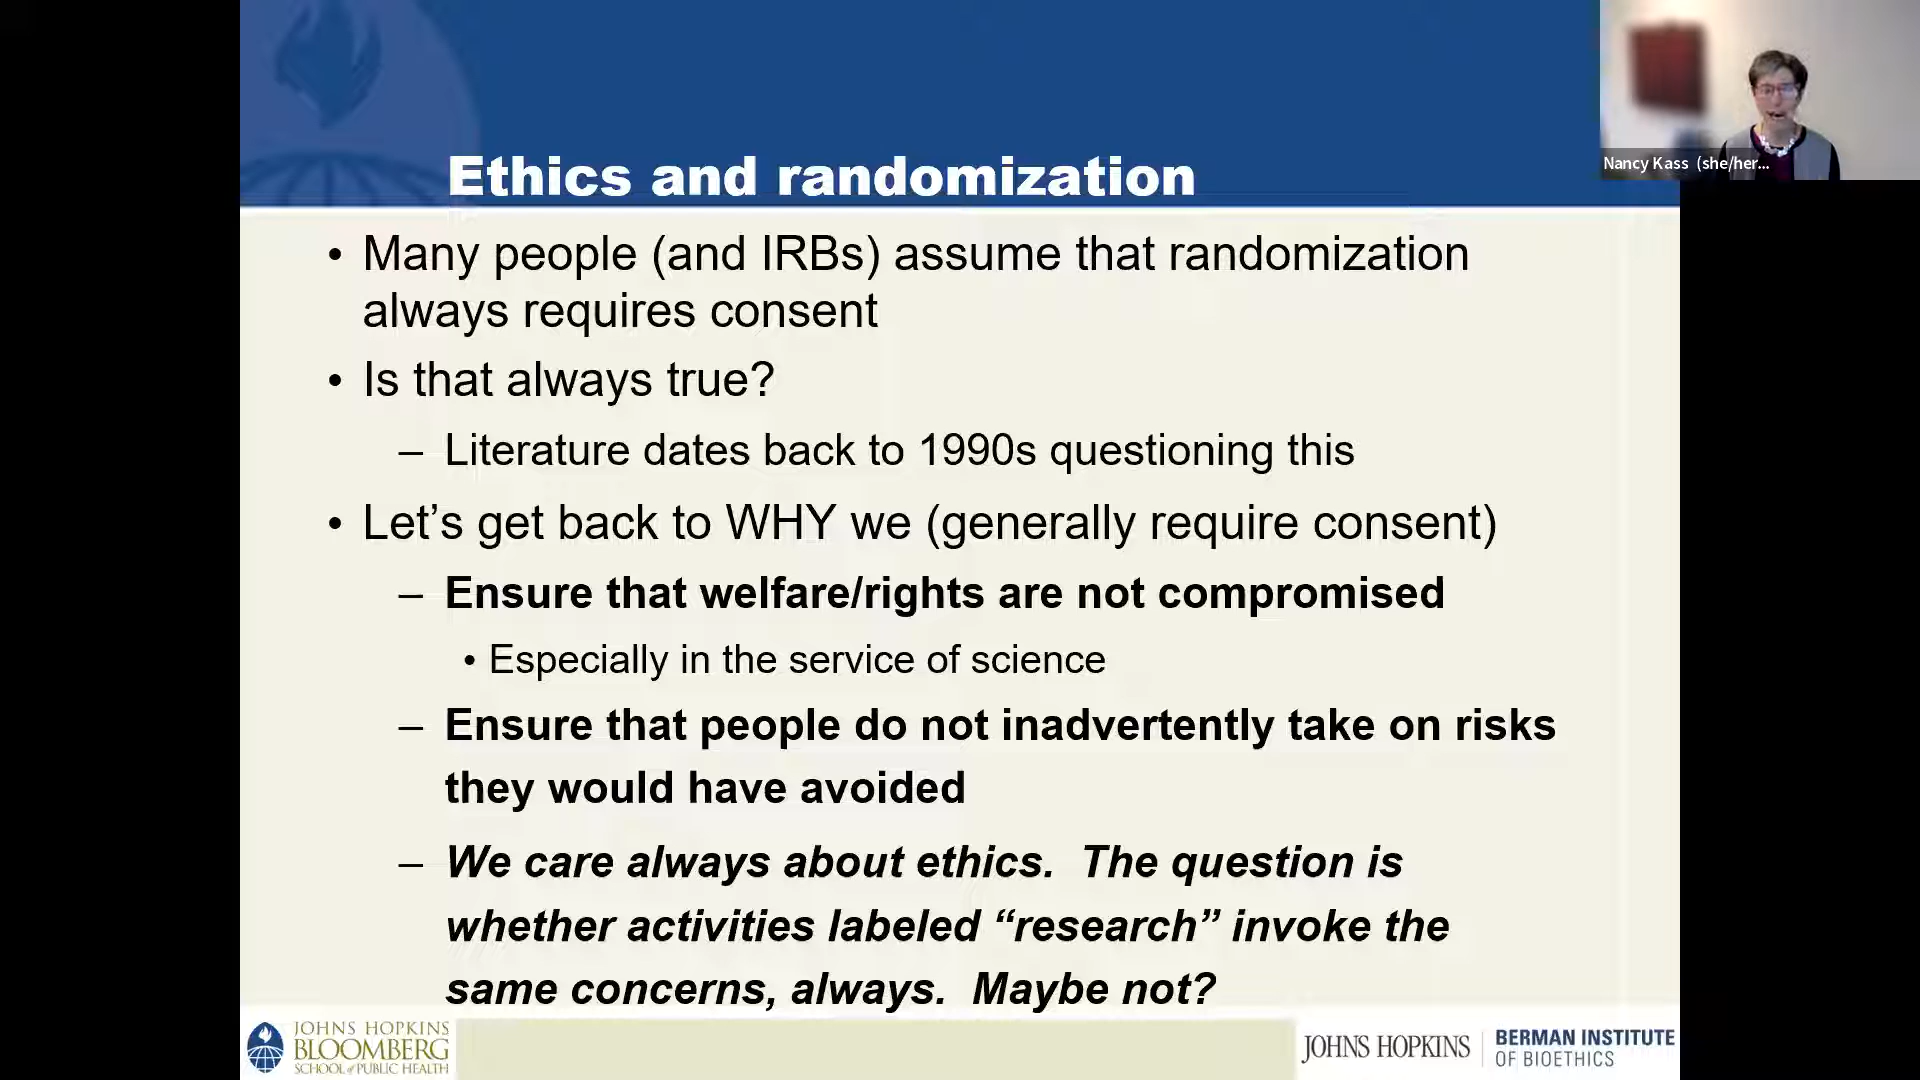 Ethics and randomization
Nancy Kass (she/her...
• Many people (and IRBs) assume that randomization
always requires consent
• Is that always true?
– Literature dates back to 1990s questioning this
• Let’s get back to WHY we (generally require consent)
– Ensure that welfare/rights are not compromised
• Especially in the service of science
– Ensure that people do not inadvertently take on risks
they would have avoided
– We care always about ethics. The question is
whether activities labeled “research” invoke the
same concerns, always. Maybe not?
JOHNS HOPKINS
BLOOMBERG
SCHOOL of PUBLIC HEALTH
JOHNS HOPKINS
BERMAN INSTITUTE
OF BIOETHICS